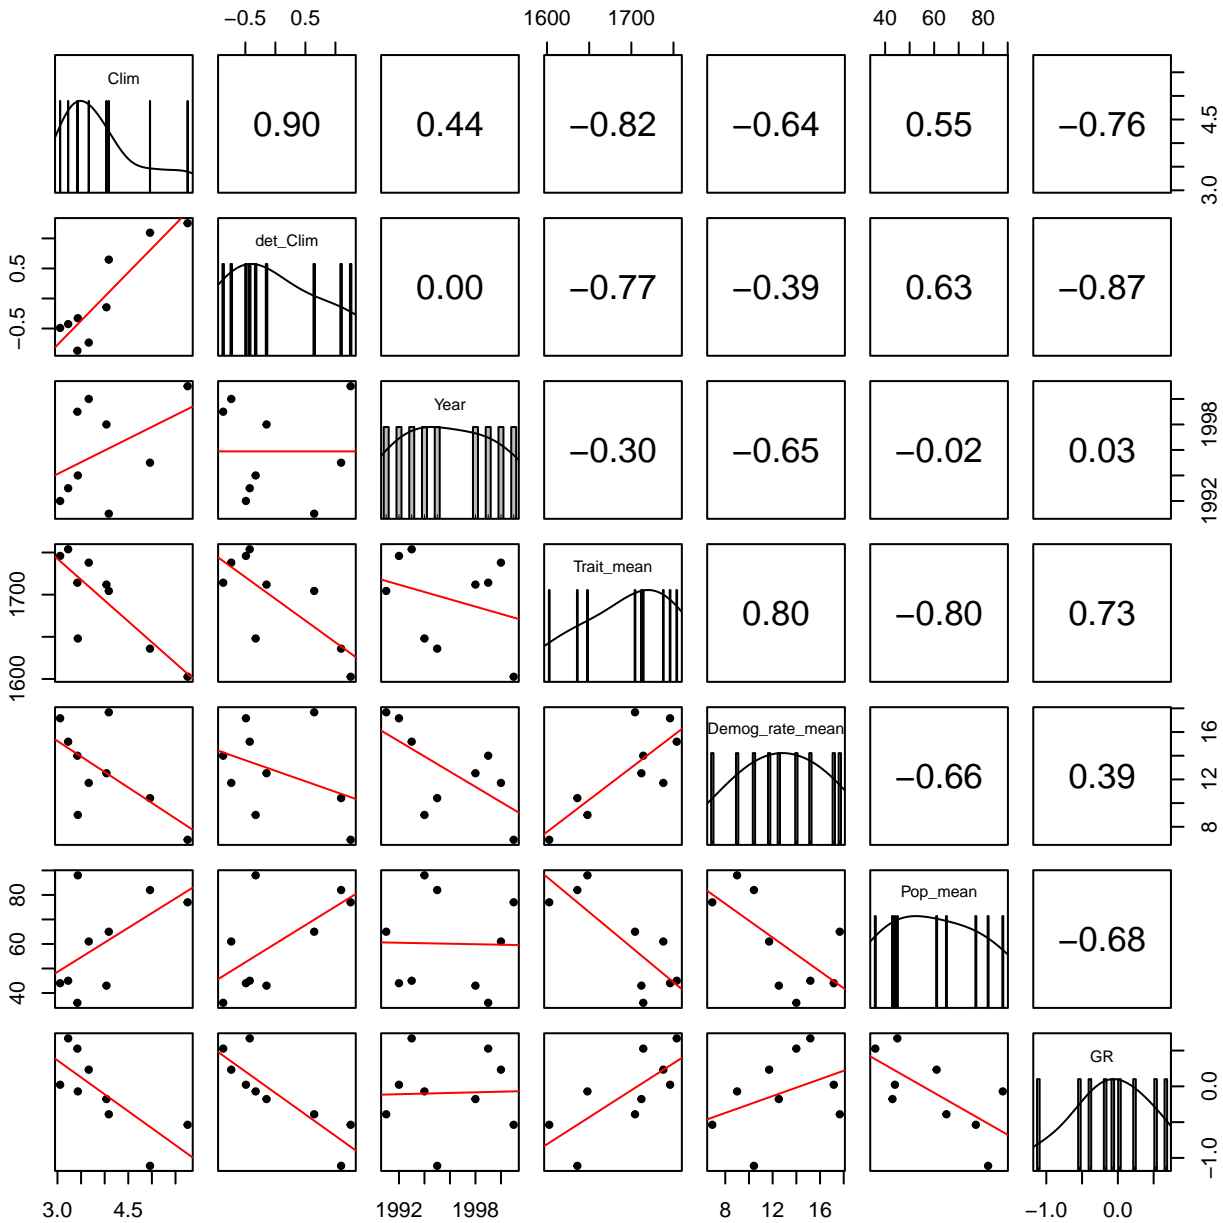 −0.5 0.5 1600 1700 40 60 80
Clim 0.90 0.44 −0.82 −0.64 0.55 −0.76 3.0 4.5
−0.5 0.5 det_Clim 0.00 −0.77 −0.39 0.63 −0.87
Year −0.30 −0.65 −0.02 0.03 1992 1998
1600 1700 Trait_mean 0.80 −0.80 0.73
Demog_rate_mean −0.66 0.39 8 12 16
40 60 80 Pop_mean −0.68
GR −1.0 0.0
3.0 4.5 1992 1998 8 12 16 −1.0 0.0